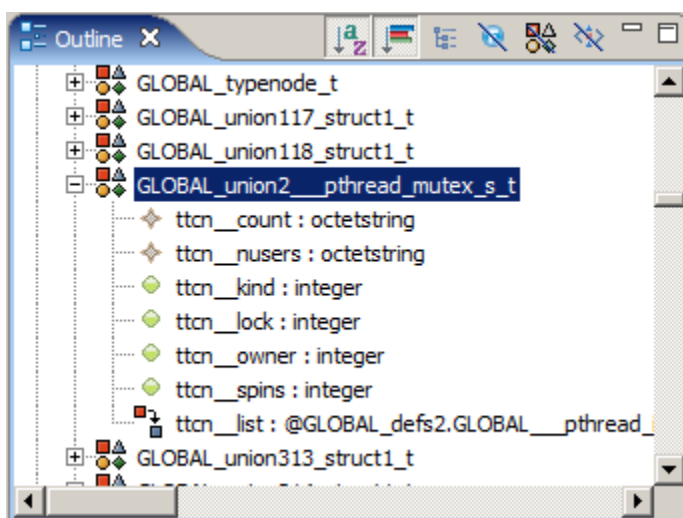 Outline
GLOBAL_typenode_t
GLOBAL_union117_struct1_t
GLOBAL_union118_struct1_t
GLOBAL_union2___pthread_mutex_s_t
ttcn__count : octetstring
ttcn__nusers : octetstring
ttcn__kind : integer
ttcn__lock : integer
ttcn__owner : integer
ttcn__spins : integer
ttcn__list : @GLOBAL_defs2.GLOBAL___pthread_
GLOBAL_union313_struct1_t